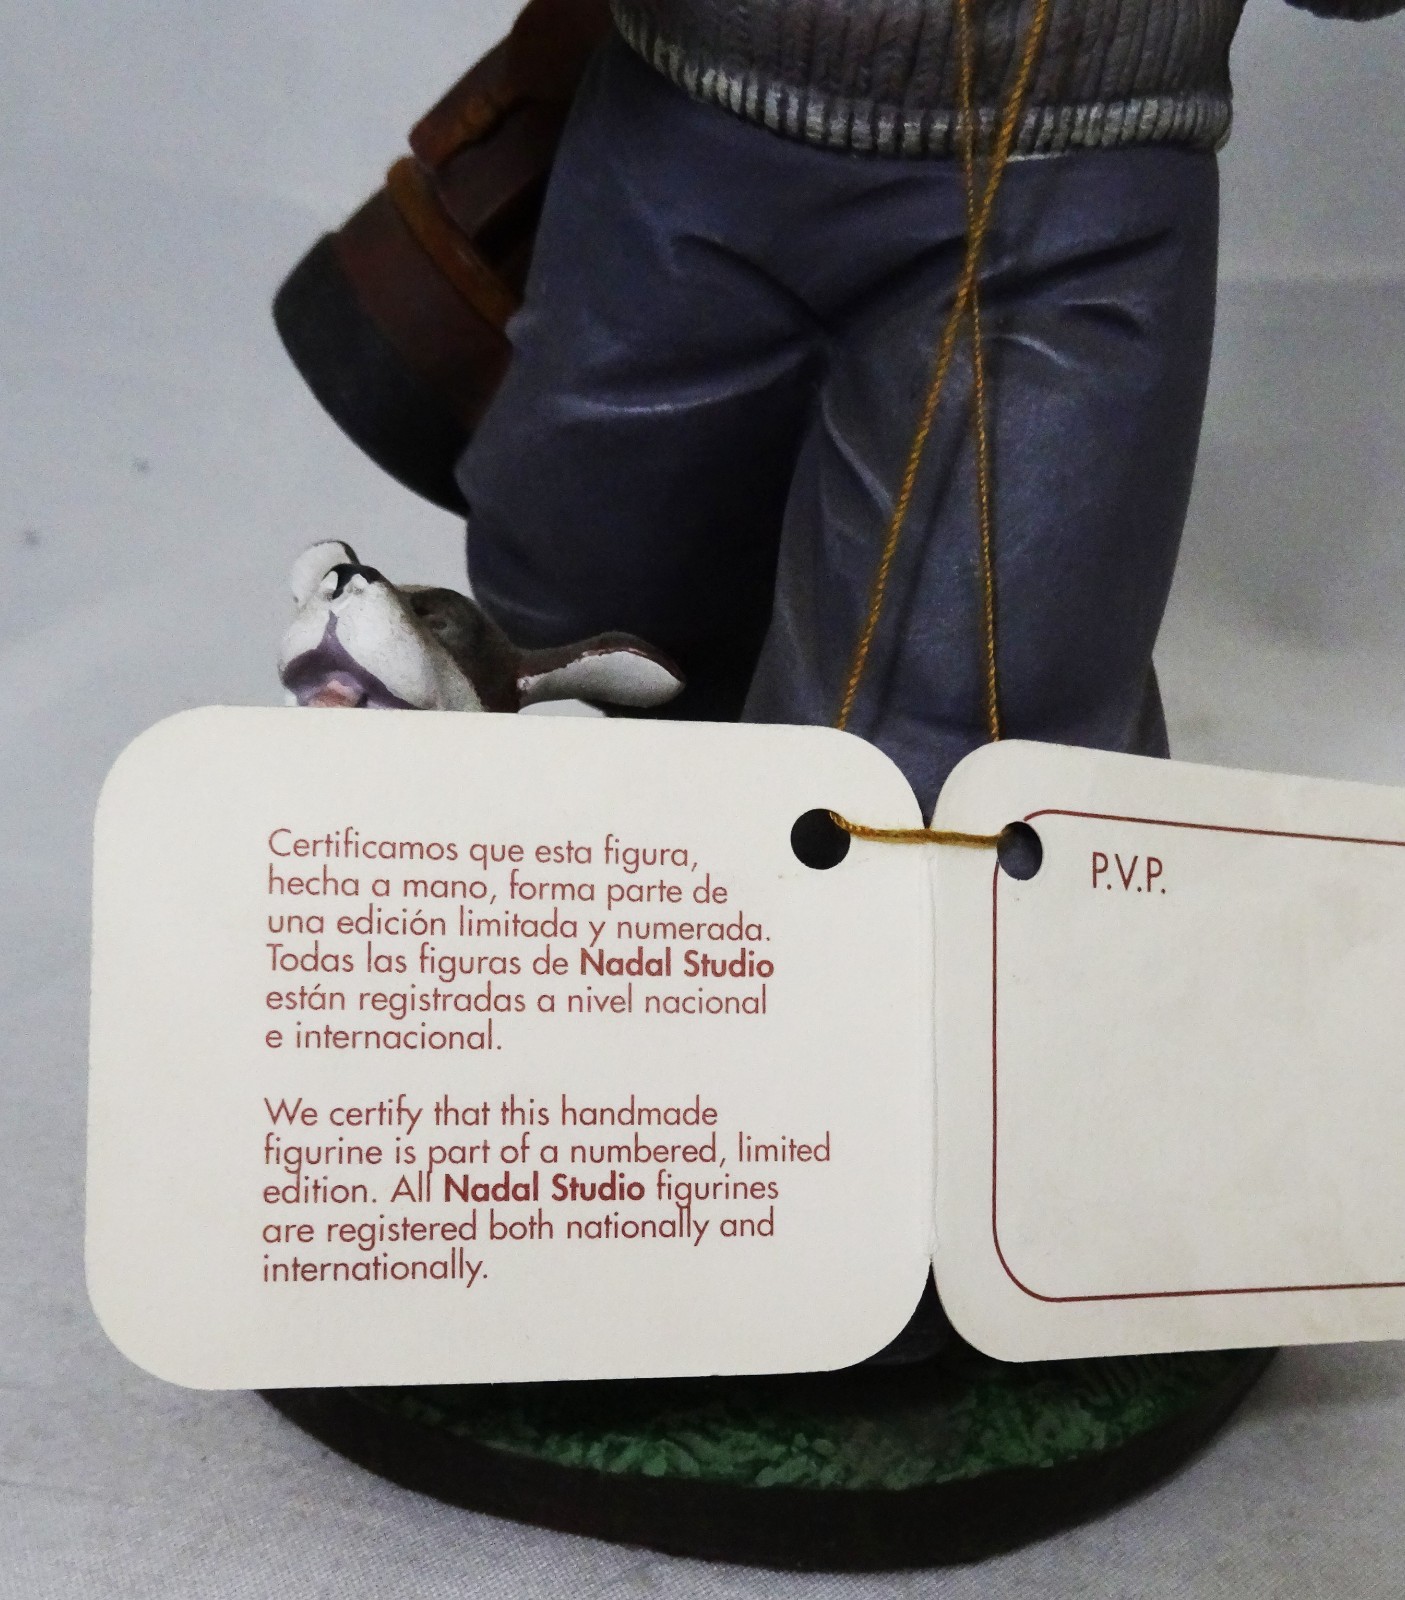 Certificamos que esta figura,
hecha a mano, forma parte de
una edición limitada y numerada.
Todas las figuras de Nadal Studio
están registradas a nivel nacional
e internacional.
We certify that this handmade
figurine is part of a numbered, limited
edition. All Nadal Studio figurines
are registered both nationally and
internationally.
P.V.P.